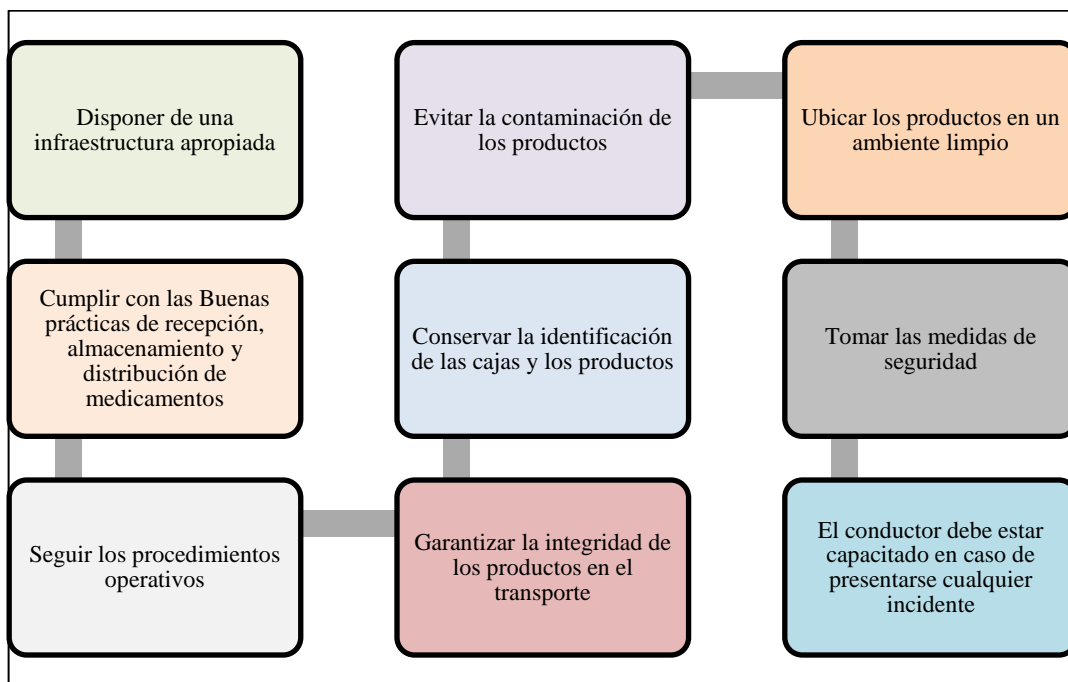 Disponer de una
infraestructura apropiada
Cumplir con las Buenas
prácticas de recepción,
almacenamiento y
distribución de
medicamentos
Seguir los procedimientos
operativos
Garantizar la integridad de
los productos en el
transporte
Conservar la identificación
de las cajas y los productos
Evitar la contaminación de
los productos
Ubicar los productos en un
ambiente limpio
Tomar las medidas de
seguridad
El conductor debe estar
capacitado en caso de
presentarse cualquier
incidente